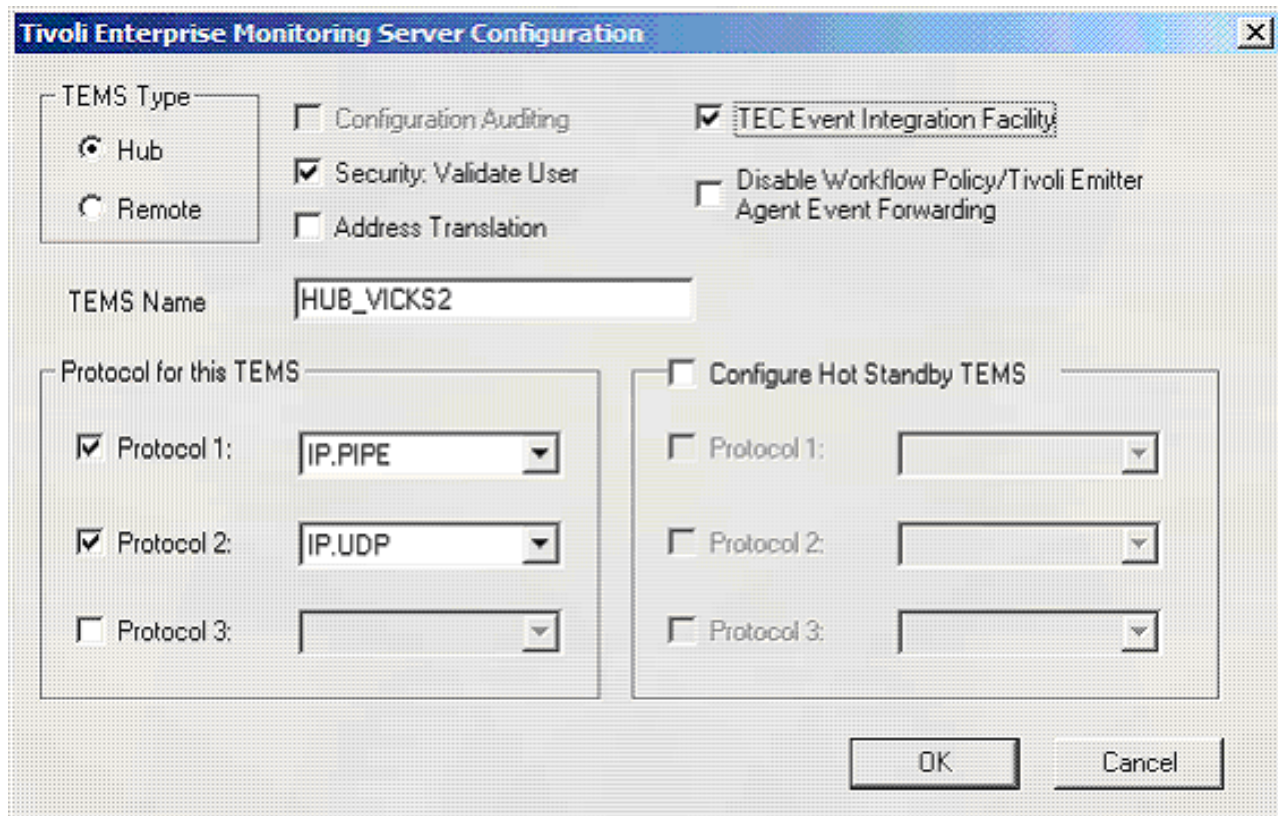 Tivoli Enterprise Monitoring Server Configuration
TEMS Type
Hub
Remote
Configuration Auditing
Security: Validate User
Address Translation
TEC Event Integration Facility
Disable Workflow Policy/Tivoli Emitter
Agent Event Forwarding
TEMS Name
HUB_VICKS2
Protocol for this TEMS
Protocol 1:
IP.PIPE
Protocol 2:
IP.UDP
Protocol 3:
Configure Hot Standby TEMS
Protocol 1:
Protocol 2:
Protocol 3:
OK
Cancel